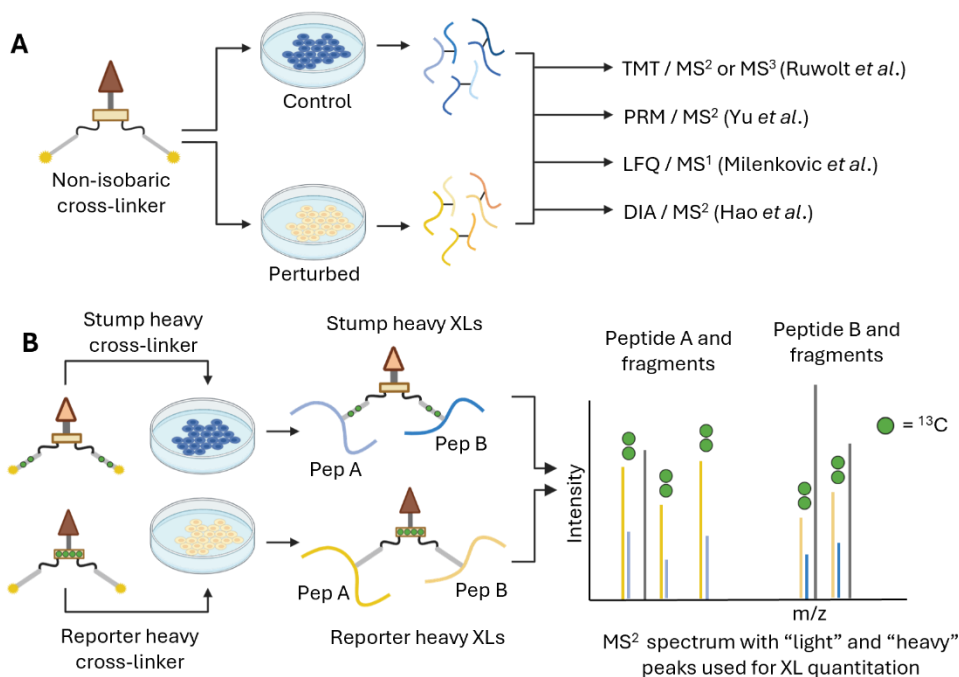 A
Non-isobaric
cross-linker
Control
Perturbed
TMT / MS² or MS³ (Ruwolt et al.)
PRM / MS² (Yu et al.)
LFQ / MS¹ (Milenkovic et al.)
DIA / MS² (Hao et al.)
B
Stump heavy
cross-linker
Reporter heavy
cross-linker
Stump heavy XLs
Pep A
Pep B
Pep A
Pep B
Reporter heavy XLs
Peptide A and
fragments
Peptide B and
fragments
= ¹³C
Intensity
m/z
MS² spectrum with “light” and “heavy”
peaks used for XL quantitation